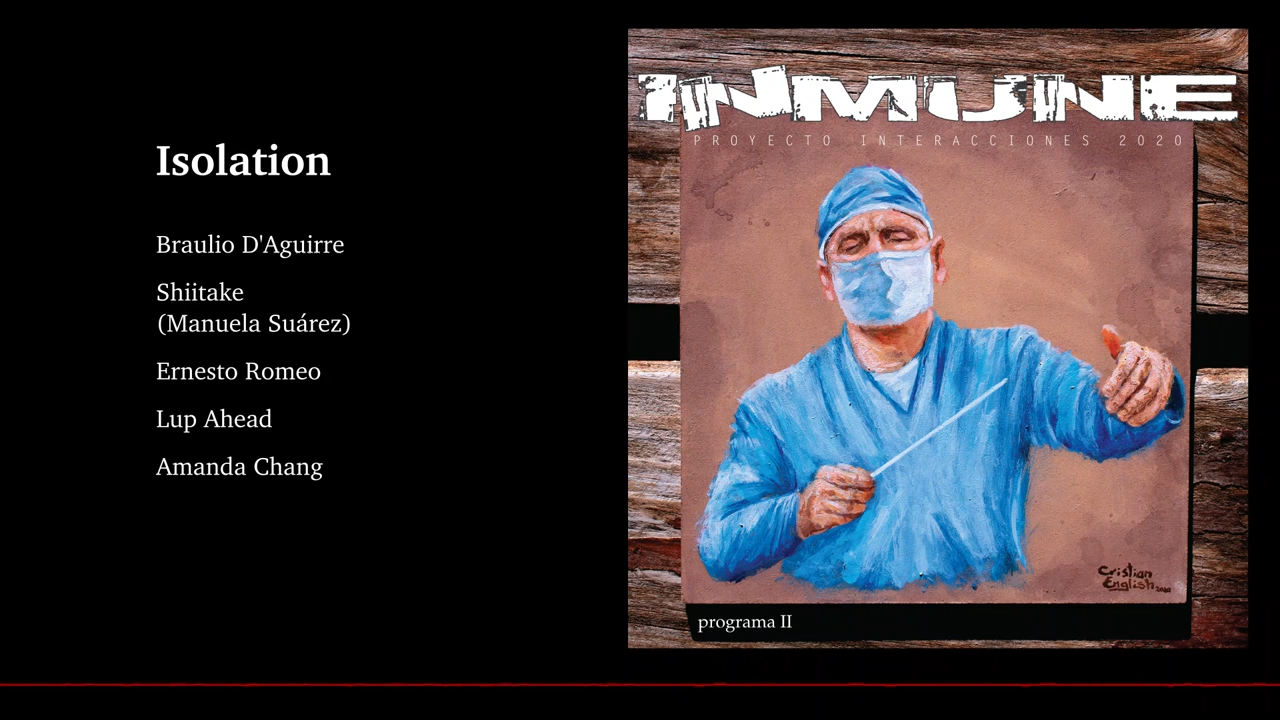 Isolation
Braulio D'Aguirre
Shiitake
(Manuela Suárez)
Ernesto Romeo
Lup Ahead
Amanda Chang
INMUNE
PROYECTO INTERACCIONES 2020
Cristian
English
programa II